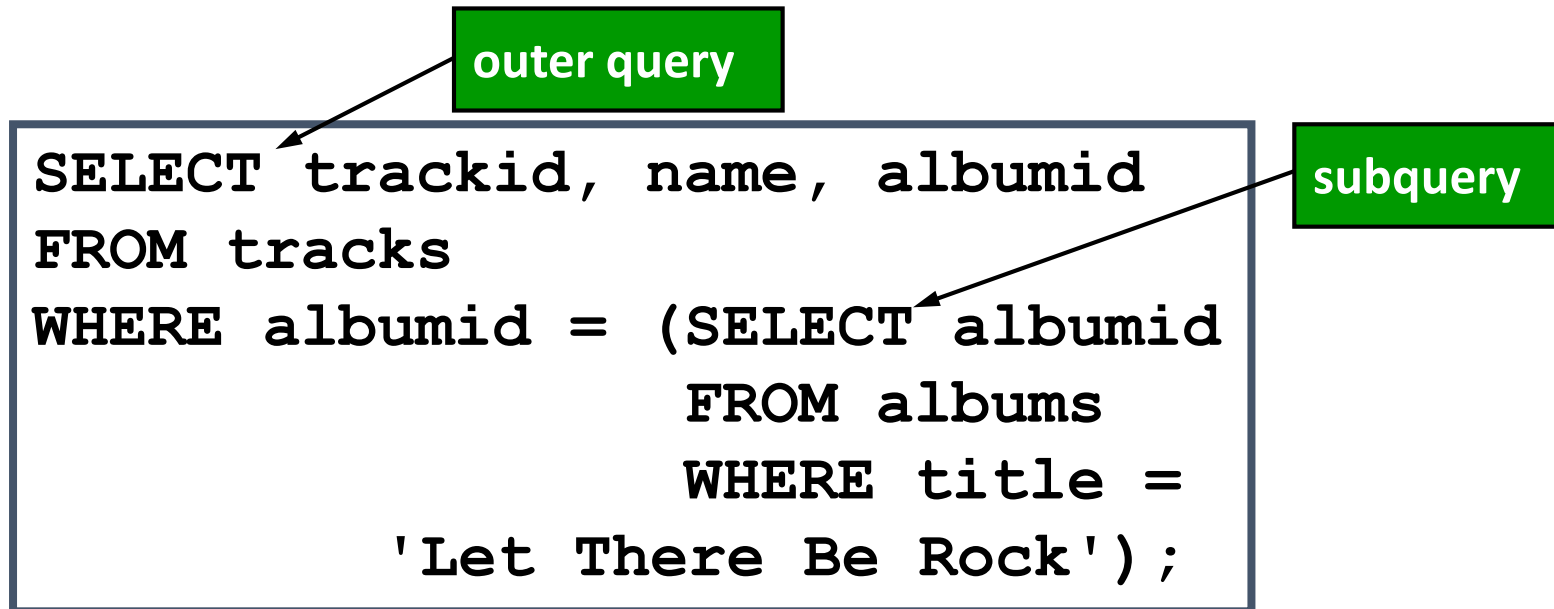 outer query
subquery
SELECT trackid, name, albumid
FROM tracks
WHERE albumid = (SELECT albumid
FROM albums
WHERE title =
'Let There Be Rock');